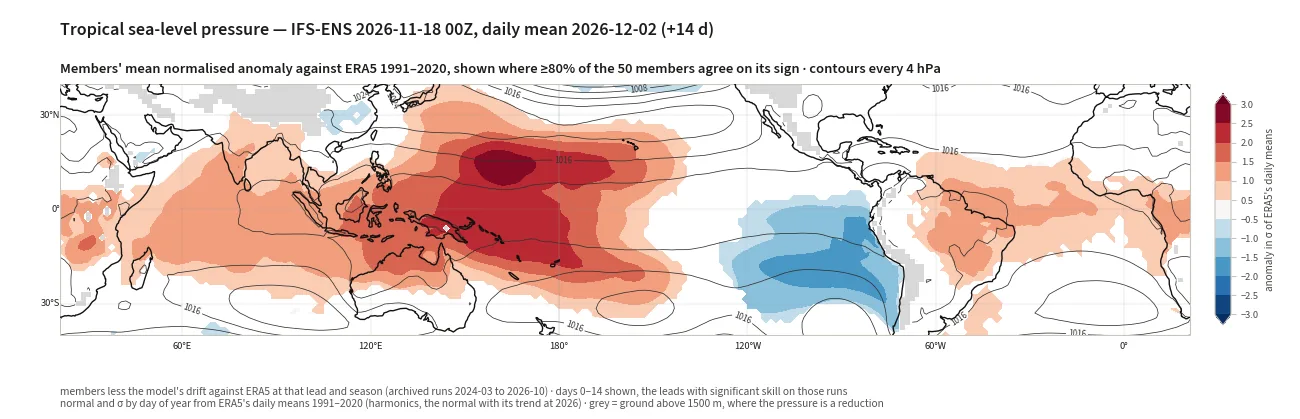 Tropical sea-level pressure — IFS-ENS 2026-11-18 00Z, daily mean 2026-12-02 (+14 d)
Members' mean normalised anomaly against ERA5 1991–2020, shown where ≥80% of the 50 members agree on its sign · contours every 4 hPa
1024
1016
1008
1016
1016
30°N
1016
1016
0°
30°S
1016
1016
1016
1016
1016
60°E
120°E
180°
120°W
60°W
0°
3.0
2.5
2.0
1.5
1.0
0.5
−0.5
−1.0
−1.5
−2.0
−2.5
−3.0
anomaly in σ of ERA5's daily means
members less the model's drift against ERA5 at that lead and season (archived runs 2024-03 to 2026-10) · days 0–14 shown, the leads with significant skill on those runs
normal and σ by day of year from ERA5's daily means 1991–2020 (harmonics, the normal with its trend at 2026) · grey = ground above 1500 m, where the pressure is a reduction